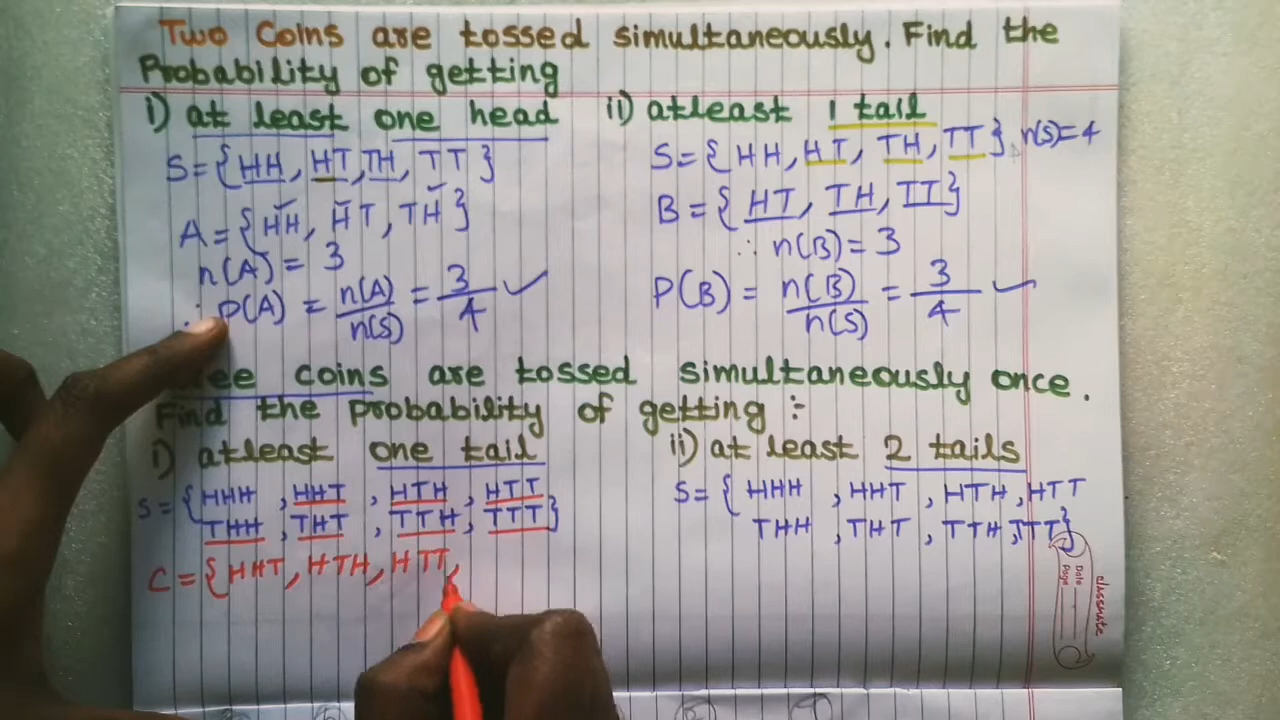 Two Coins are tossed simultaneously. Find the
Probability of getting
i) at least one head
S = {HH, HT, TH, TT}
A = {HH, HT, TH}
n(A) = 3
∴ P(A) = n(A)/n(S) = 3/4 ✓
ii) atleast 1 tail
S = {HH, HT, TH, TT} n(S)=4
B = {HT, TH, TT}
∴ n(B) = 3
P(B) = n(B)/n(S) = 3/4 ✓
coins are tossed simultaneously once.
Find the probability of getting :-
i) atleast one tail
S = {HHH, HHT, HTH, HTT
THH, THT, TTH, TTT}
C = {HHT, HTH, HTT,
ii) at least 2 tails
S = {HHH, HHT, HTH, HTT
THH, THT, TTH, TTT}
classmate
Date
Page